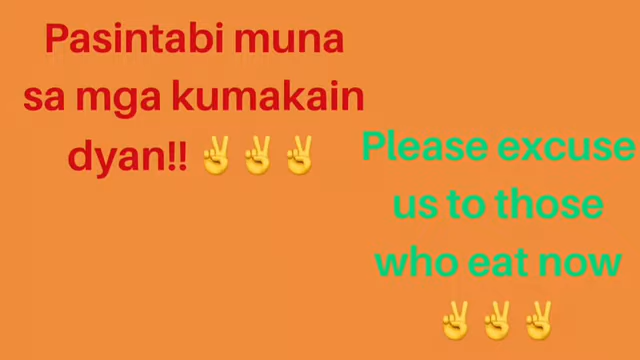 Pasintabi muna
sa mga kumakain
dyan!! ✌️✌️✌️
Please excuse
us to those
who eat now
✌️✌️✌️